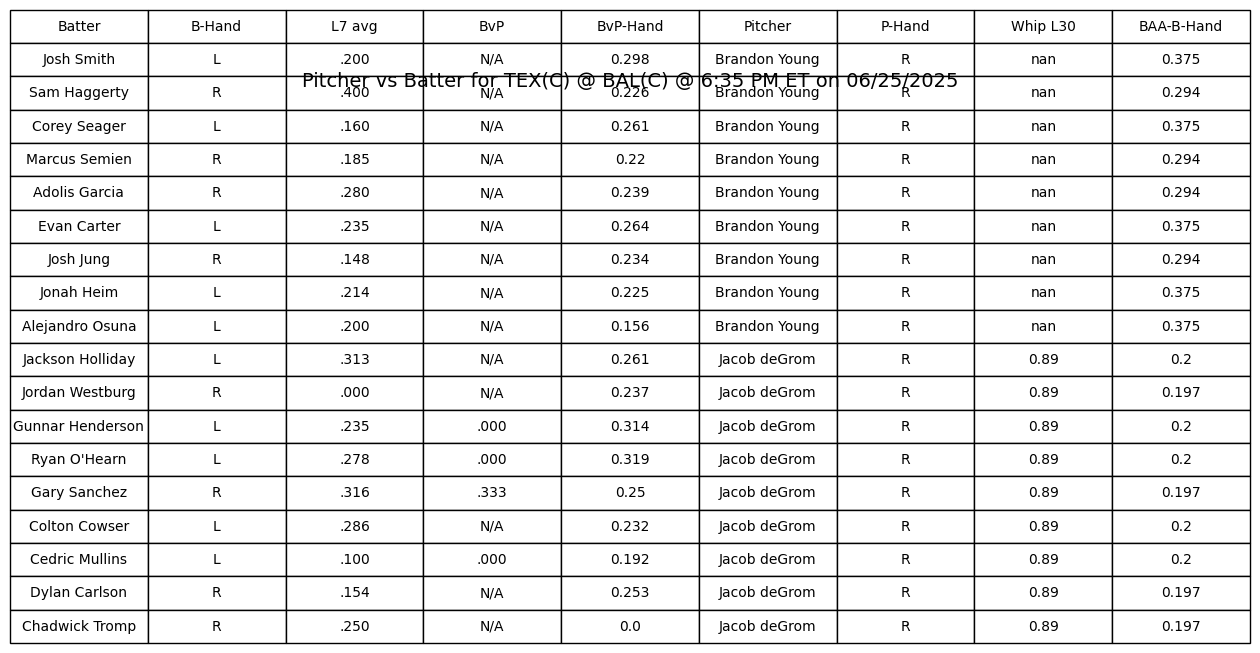 Batter B-Hand L7 avg BvP BvP-Hand Pitcher P-Hand Whip L30 BAA-B-Hand
Josh Smith L .200 N/A 0.298 Brandon Young R nan 0.375
Pitcher vs Batter for TEX(C) @ BAL(C) @ 6:35 PM ET on 06/25/2025
Sam Haggerty R .400 N/A 0.226 Brandon Young R nan 0.294
Corey Seager L .160 N/A 0.261 Brandon Young R nan 0.375
Marcus Semien R .185 N/A 0.22 Brandon Young R nan 0.294
Adolis Garcia R .280 N/A 0.239 Brandon Young R nan 0.294
Evan Carter L .235 N/A 0.264 Brandon Young R nan 0.375
Josh Jung R .148 N/A 0.234 Brandon Young R nan 0.294
Jonah Heim L .214 N/A 0.225 Brandon Young R nan 0.375
Alejandro Osuna L .200 N/A 0.156 Brandon Young R nan 0.375
Jackson Holliday L .313 N/A 0.261 Jacob deGrom R 0.89 0.2
Jordan Westburg R .000 N/A 0.237 Jacob deGrom R 0.89 0.197
Gunnar Henderson L .235 .000 0.314 Jacob deGrom R 0.89 0.2
Ryan O'Hearn L .278 .000 0.319 Jacob deGrom R 0.89 0.2
Gary Sanchez R .316 .333 0.25 Jacob deGrom R 0.89 0.197
Colton Cowser L .286 N/A 0.232 Jacob deGrom R 0.89 0.2
Cedric Mullins L .100 .000 0.192 Jacob deGrom R 0.89 0.2
Dylan Carlson R .154 N/A 0.253 Jacob deGrom R 0.89 0.197
Chadwick Tromp R .250 N/A 0.0 Jacob deGrom R 0.89 0.197